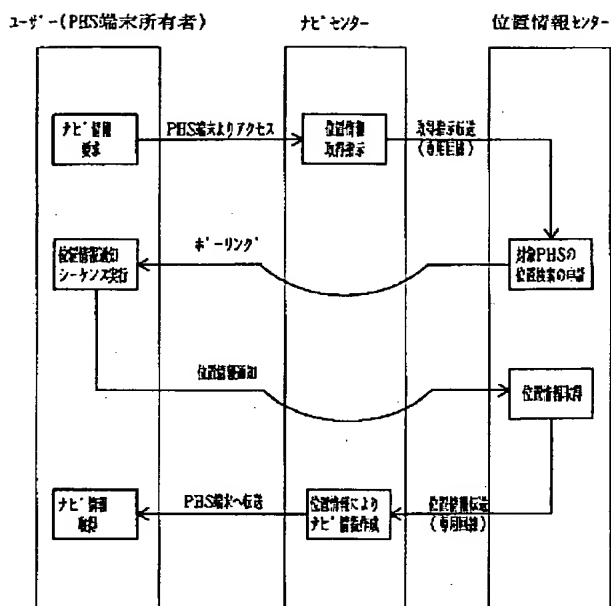 ユーザー(PHS端末所有者)
ナビセンター
位置情報センター
ナビ情報
要求
PHS端末よりアクセス
位置情報
取得指示
取得指示伝送
(専用回線)
位置情報通知
シーケンス実行
ポーリング
対象PHSの
位置検索の
位置情報通知
位置情報取得
ナビ情報
取得
PHS端末へ伝送
位置情報により
ナビ情報作成
位置情報伝送
(専用回線)